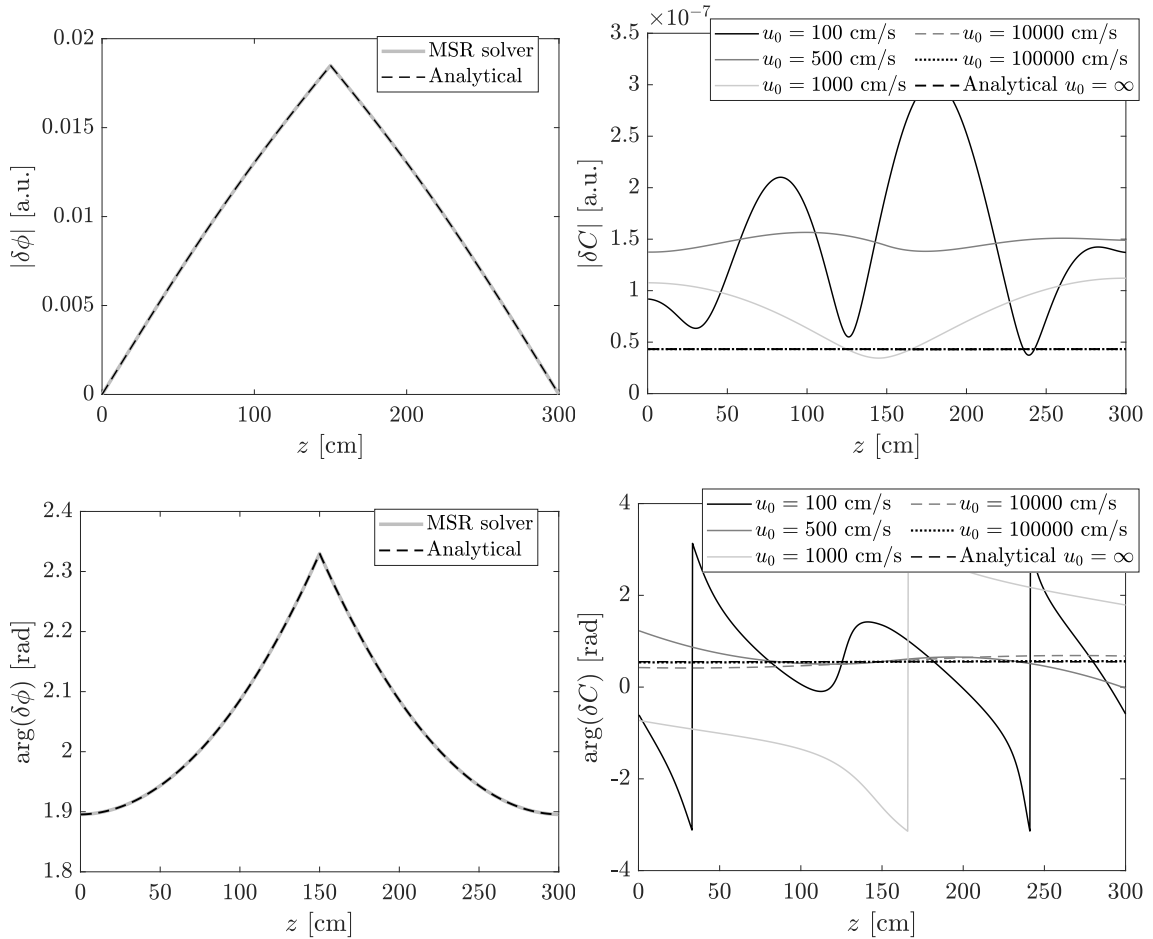 0.02
0.015
0.01
0.005
0
|δϕ| [a.u.]
MSR solver
Analytical
0 100 200 300
z [cm]
×10⁻⁷
3.5
3
2.5
2
1.5
1
0.5
0
|δC| [a.u.]
u₀ = 100 cm/s u₀ = 10000 cm/s
u₀ = 500 cm/s u₀ = 100000 cm/s
u₀ = 1000 cm/s Analytical u₀ = ∞
0 50 100 150 200 250 300
z [cm]
2.4
2.3
2.2
2.1
2
1.9
1.8
arg(δϕ) [rad]
MSR solver
Analytical
0 50 100 150 200 250 300
z [cm]
4
2
0
-2
-4
arg(δC) [rad]
u₀ = 100 cm/s u₀ = 10000 cm/s
u₀ = 500 cm/s u₀ = 100000 cm/s
u₀ = 1000 cm/s Analytical u₀ = ∞
0 50 100 150 200 250 300
z [cm]